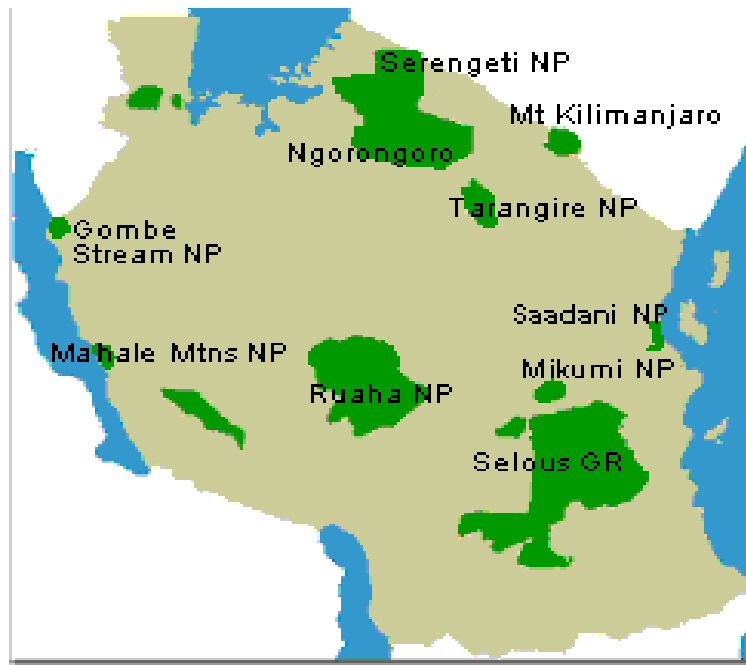 Serengeti NP
Mt Kilimanjaro
Ngorongoro
Tarangire NP
Gombe
Stream NP
Saadani NP
Mahale Mtns NP
Mikumi NP
Ruaha NP
Selous GR